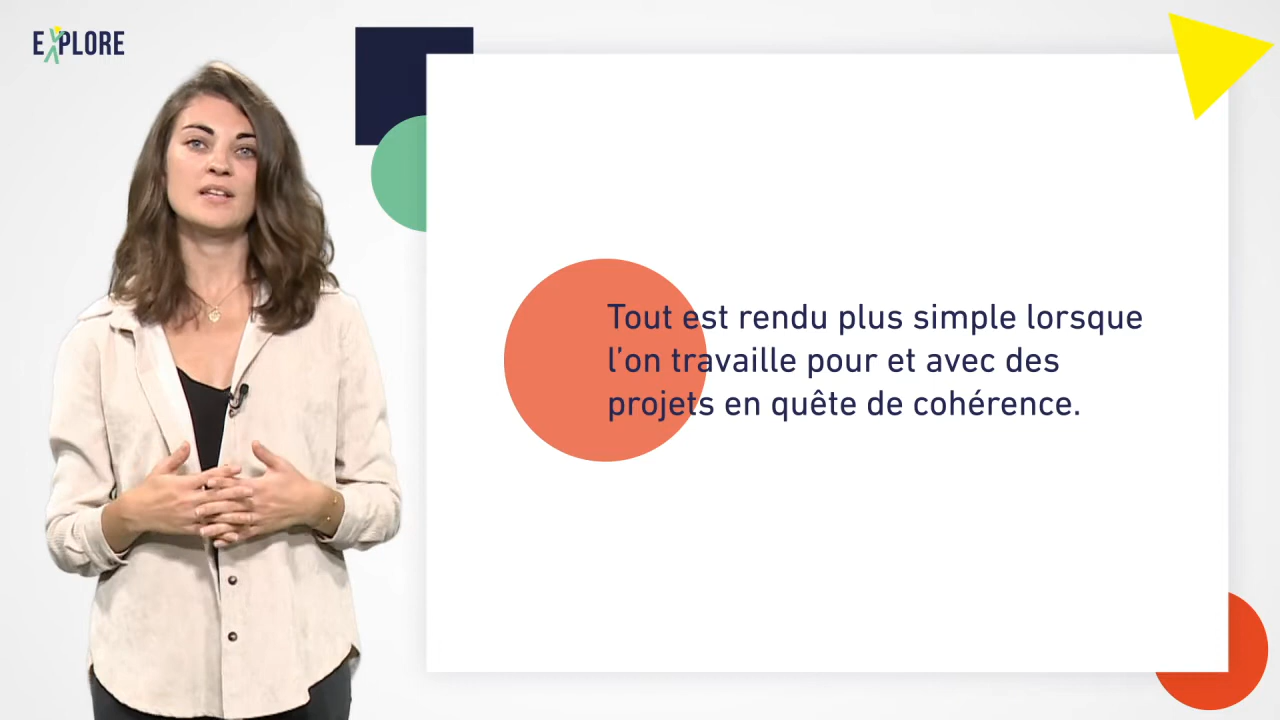 EXPLORE
Tout est rendu plus simple lorsque
l’on travaille pour et avec des
projets en quête de cohérence.